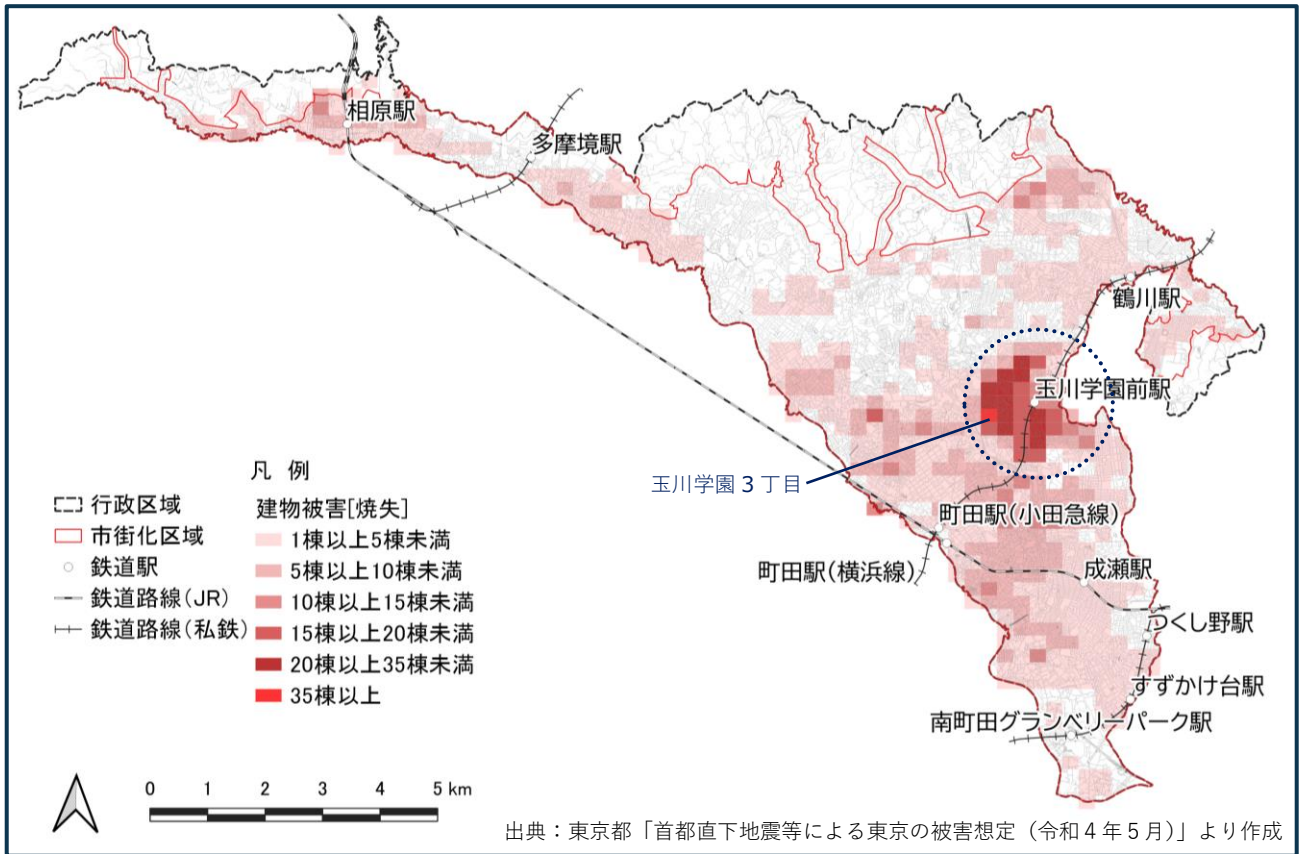 相原駅
多摩境駅
鶴川駅
玉川学園前駅
玉川学園3丁目
町田駅(小田急線)
町田駅(横浜線)
成瀬駅
つくし野駅
すずかけ台駅
南町田グランベリーパーク駅
凡 例
行政区域
市街化区域
鉄道駅
鉄道路線(JR)
鉄道路線(私鉄)
建物被害[焼失]
1棟以上5棟未満
5棟以上10棟未満
10棟以上15棟未満
15棟以上20棟未満
20棟以上35棟未満
35棟以上
0 1 2 3 4 5 km
出典:東京都「首都直下地震等による東京の被害想定(令和4年5月)」より作成